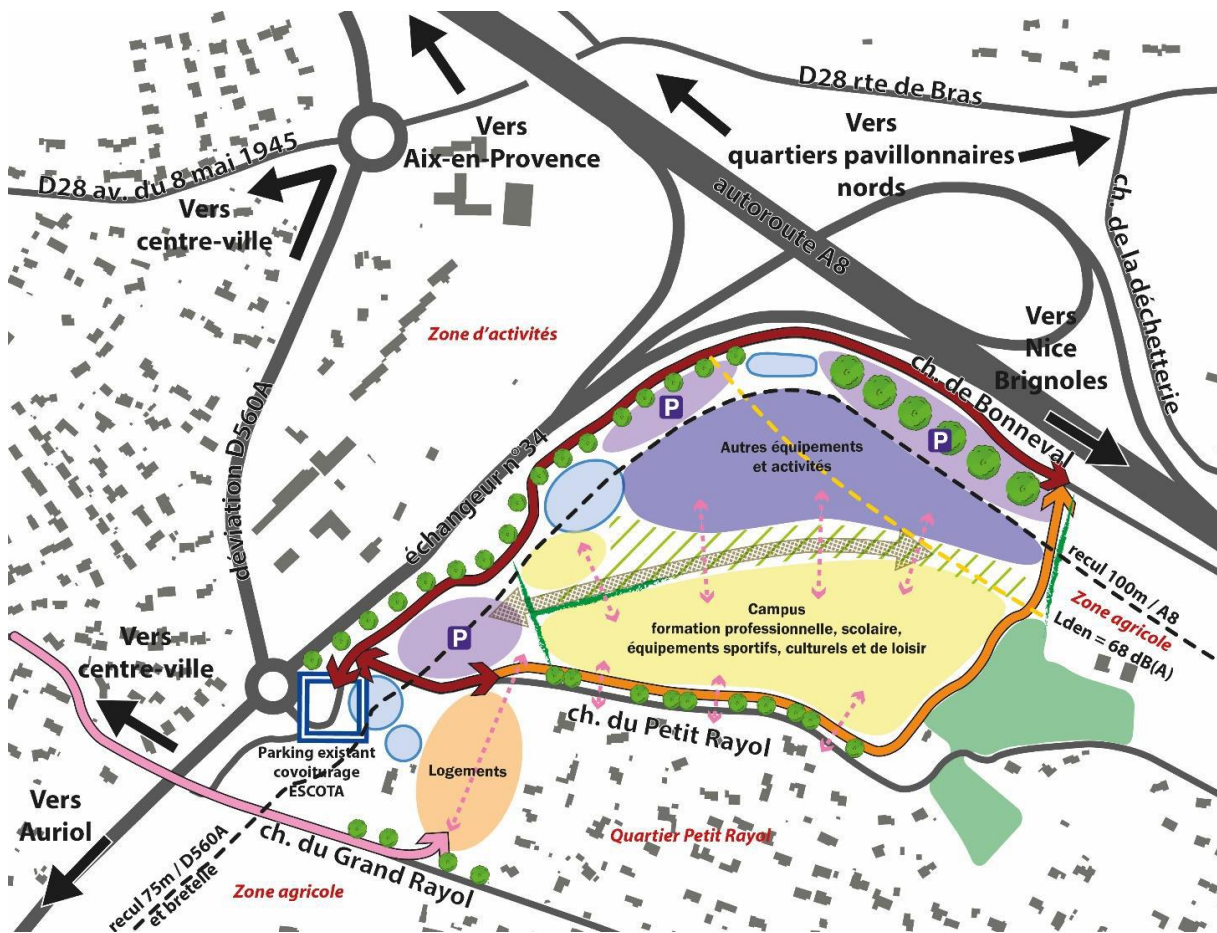 D28 rte de Bras
Vers
Aix-en-Provence
Vers
quartiers pavillonnaires
nords
D28 av. du 8 mai 1945
Vers
centre-ville
autoroute A8
ch. de la déchetterie
Zone d'activités
Vers
Nice
Brignoles
ch. de Bonneval
déviation D560A
échangeur n°34
P
P
Autres équipements
et activités
recul 100m / A8
Zone agricole
Lden = 68 dB(A)
Campus
formation professionnelle, scolaire,
équipements sportifs, culturels et de loisir
P
Vers
centre-ville
ch. du Petit Rayol
Parking existant
covoiturage
ESCOTA
Logements
Vers
Auriol
ch. du Grand Rayol
Quartier Petit Rayol
recul 75m / D560A
et bretelle
Zone agricole